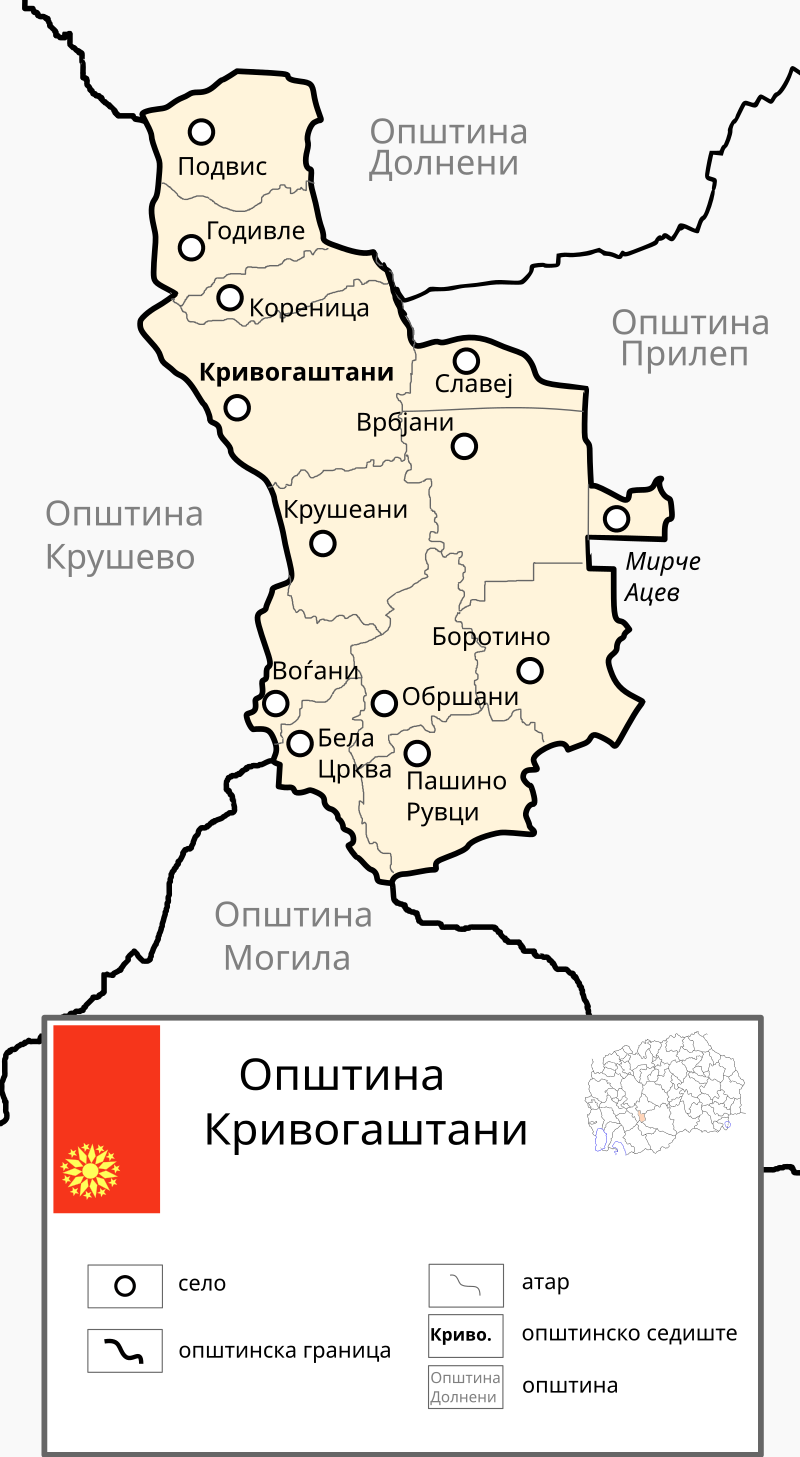 Општина
Долнени
Подвис
Годивле
Кореница
Општина
Прилеп
Кривогаштани
Славеј
Врбјани
Општина
Крушево
Крушеани
Мирче
Ацев
Боротино
Воѓани
Обршани
Бела
Црква
Пашино
Рувци
Општина
Могила
Општина
Кривогаштани
село
атар
општинска граница
Криво.
општинско седиште
Општина
Долнени
општина